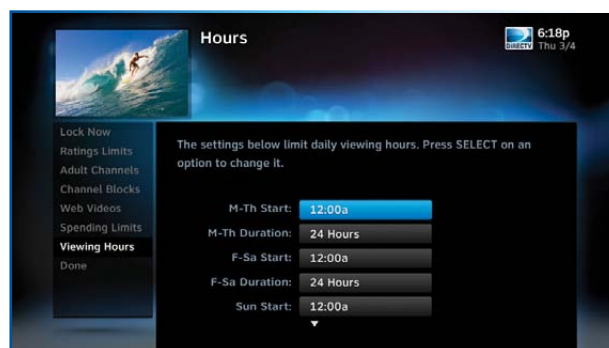 Hours
DIRECTV
6:18p
Thu 3/4
Lock Now
Ratings Limits
Adult Channels
Channel Blocks
Web Videos
Spending Limits
Viewing Hours
Done
The settings below limit daily viewing hours. Press SELECT on an
option to change it.
M-Th Start: 12:00a
M-Th Duration: 24 Hours
F-Sa Start: 12:00a
F-Sa Duration: 24 Hours
Sun Start: 12:00a